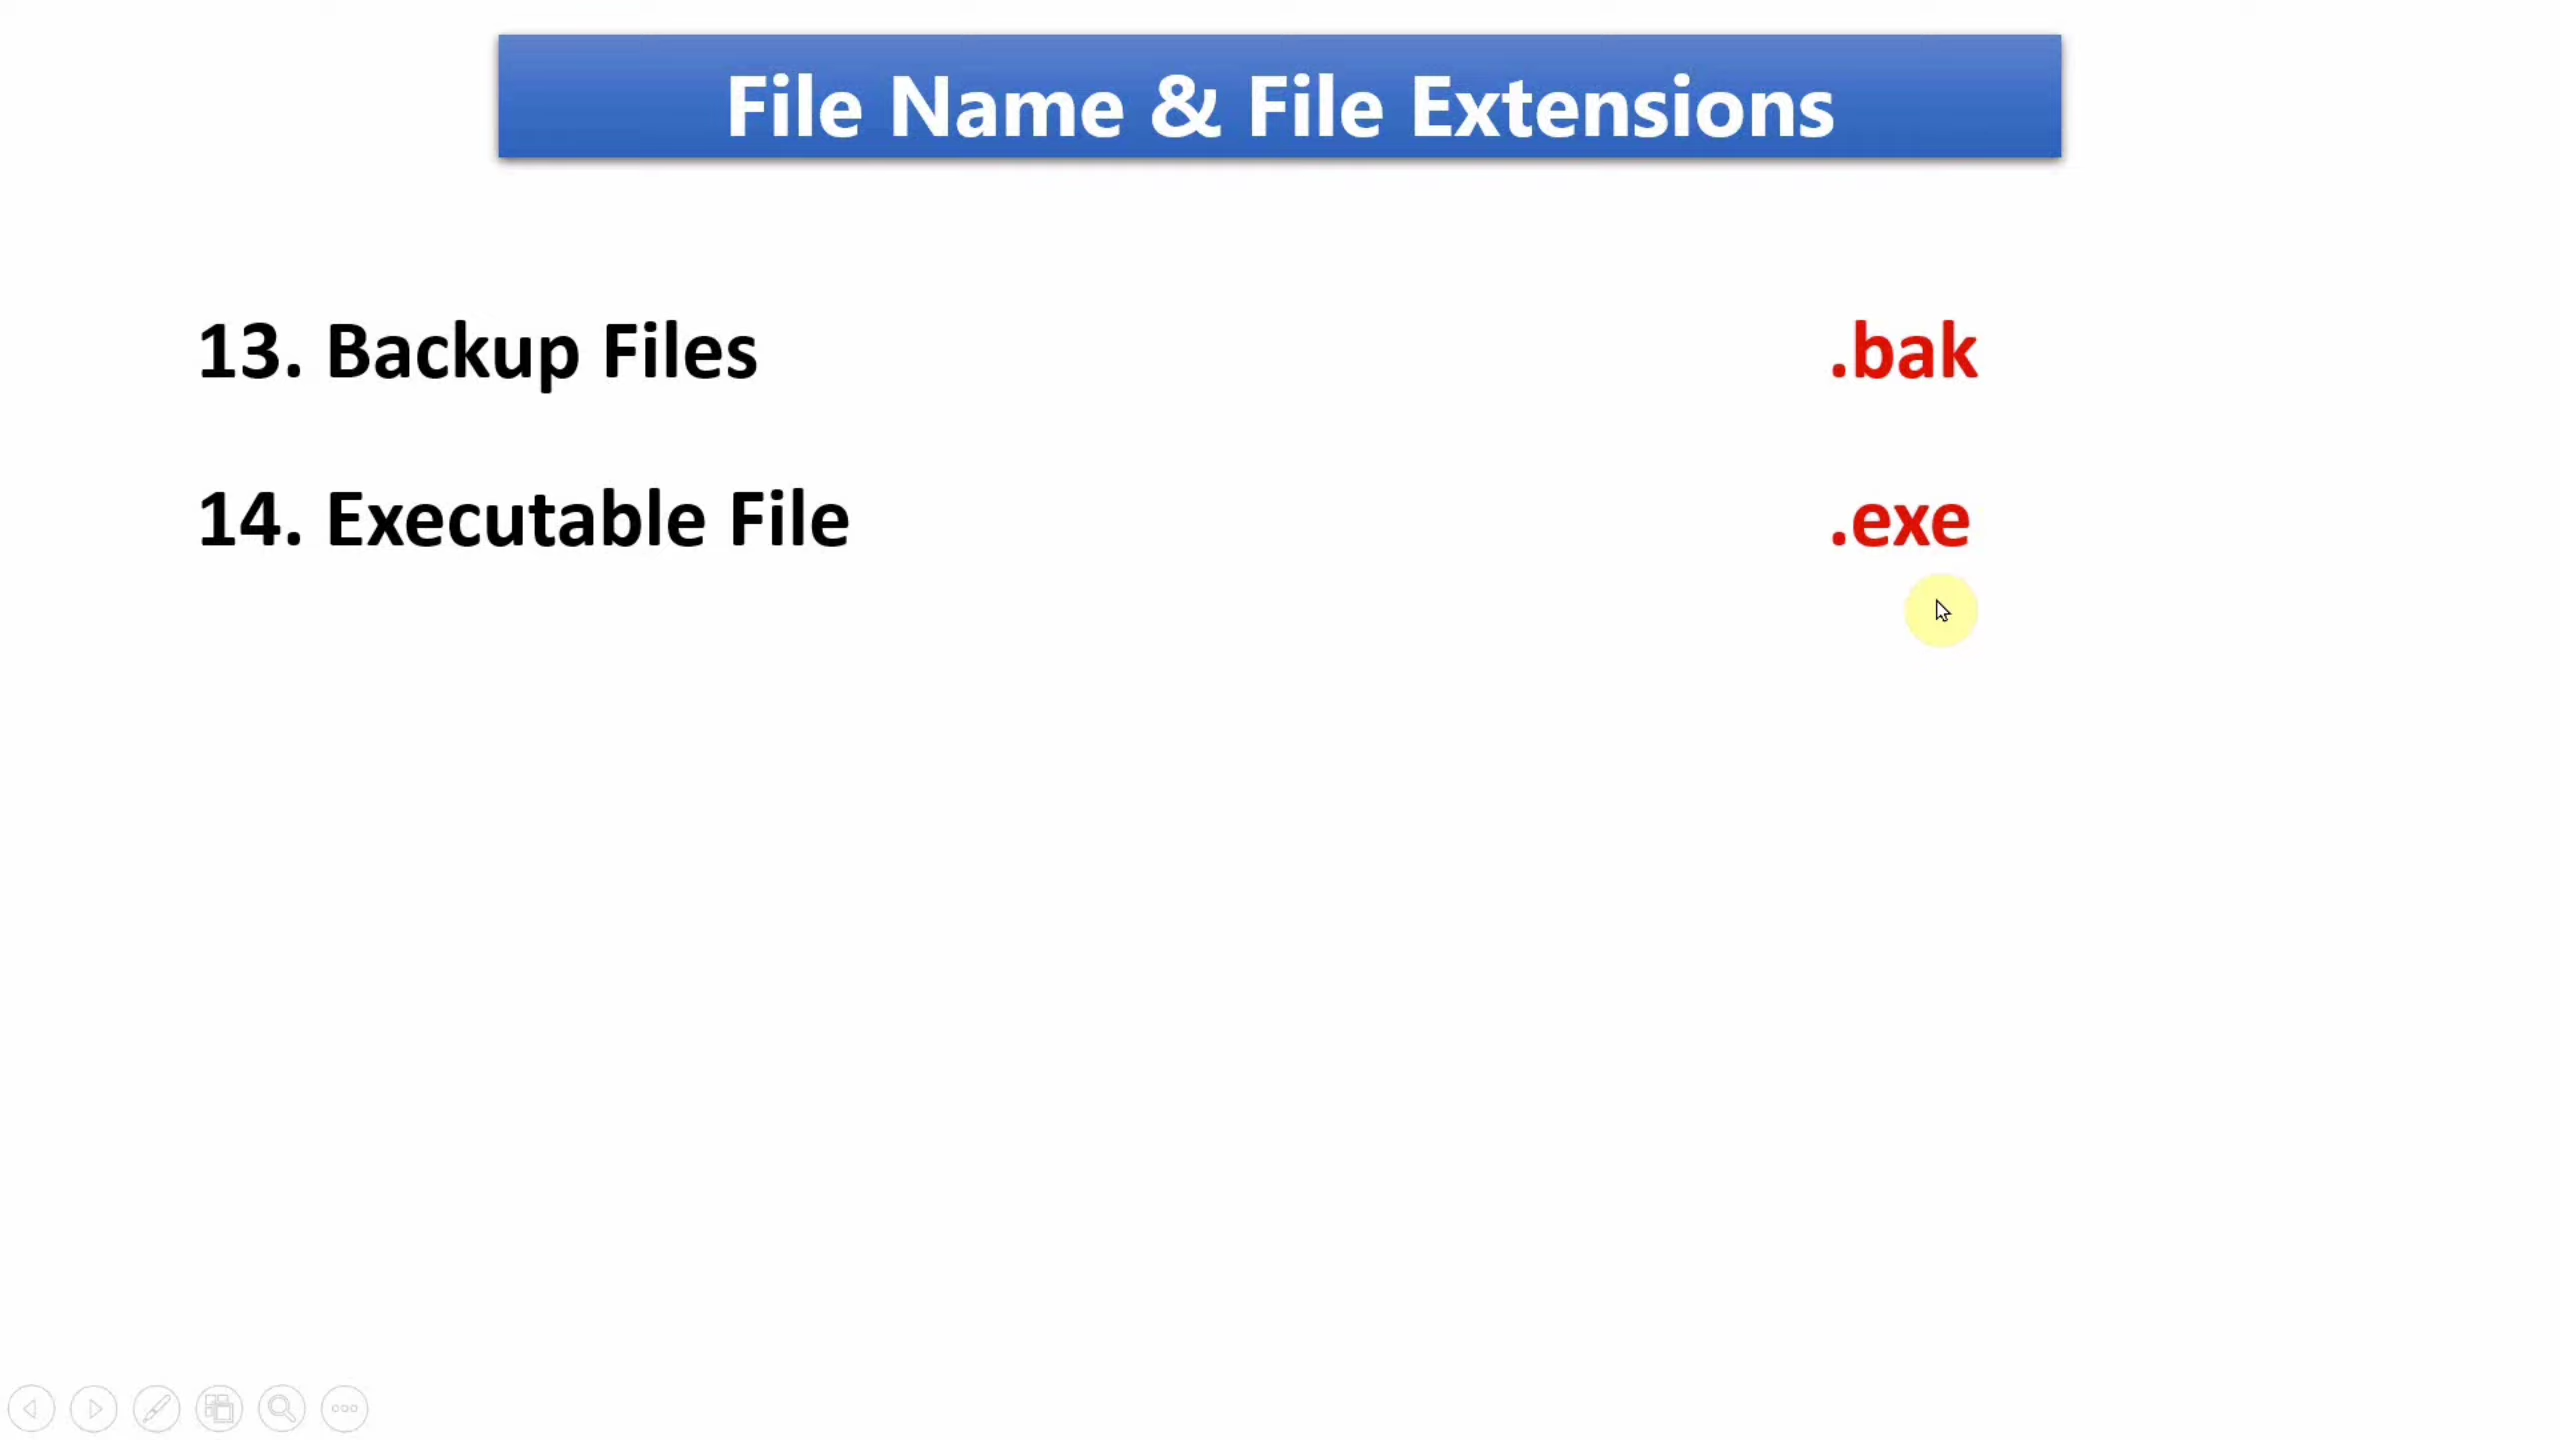 File Name & File Extensions
13. Backup Files .bak
14. Executable File .exe